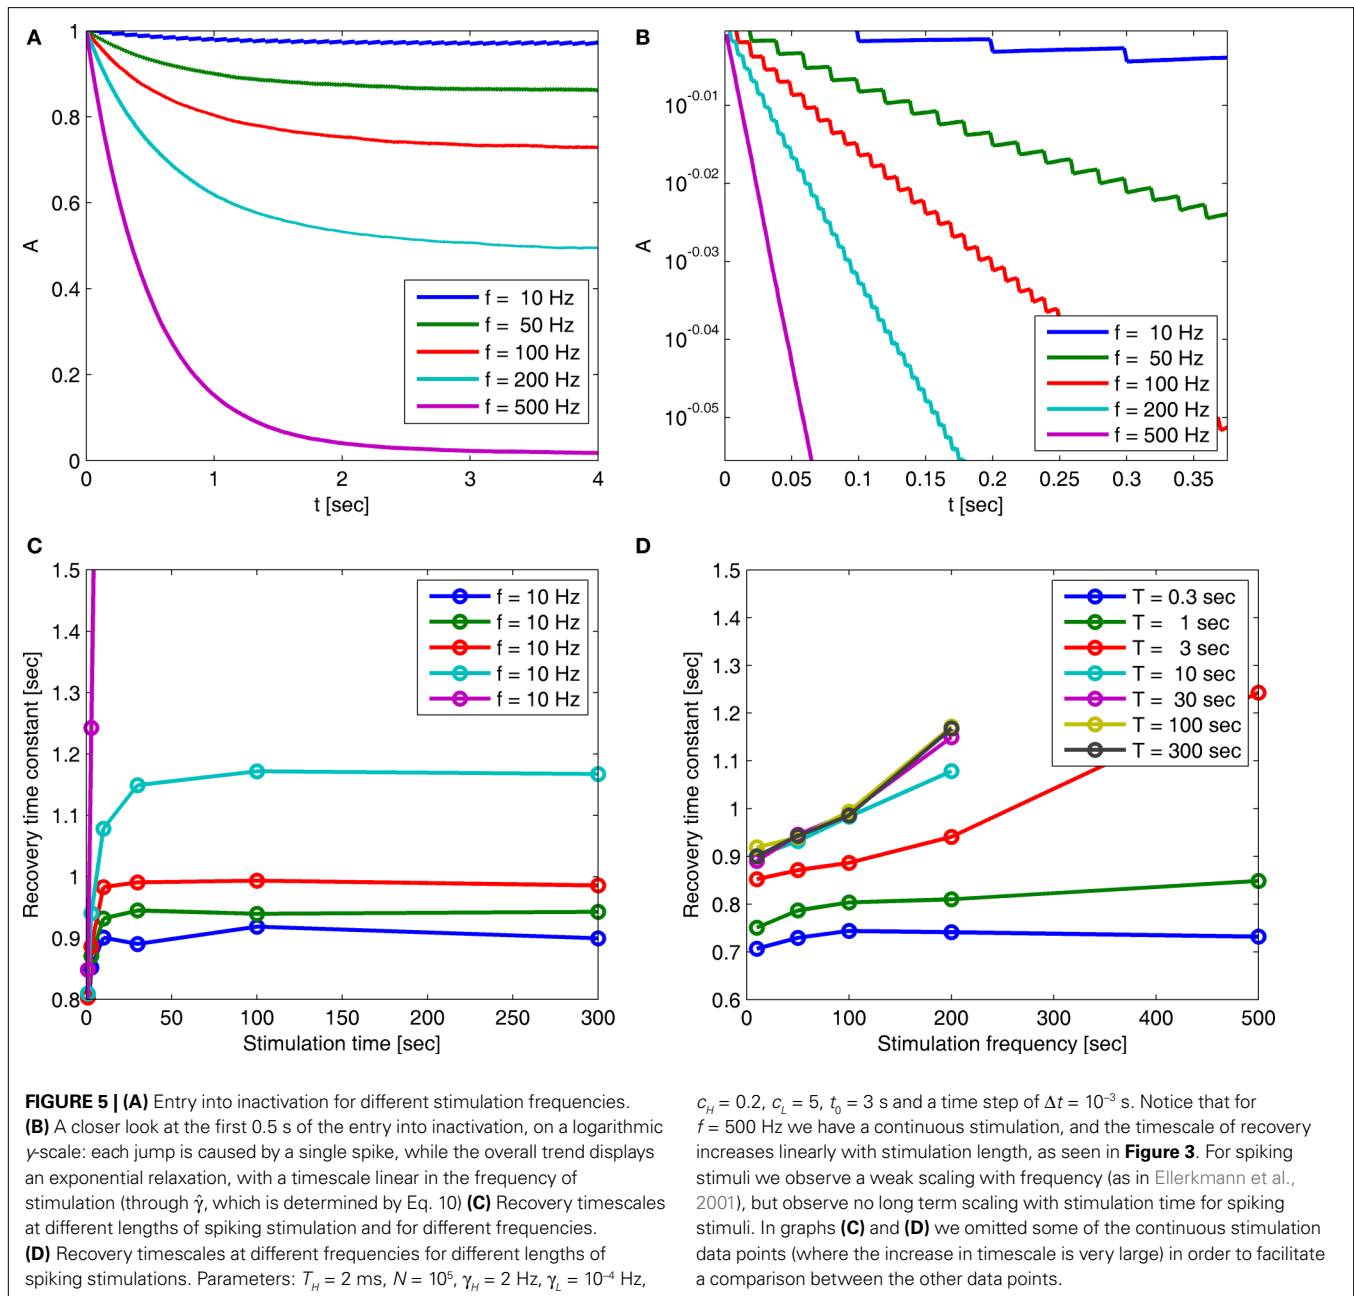 A
1
0.8
0.6
0.4
0.2
0
A
0
1
2
3
4
t [sec]
f = 10 Hz
f = 50 Hz
f = 100 Hz
f = 200 Hz
f = 500 Hz
B
10^-0.01
10^-0.02
10^-0.03
10^-0.04
10^-0.05
A
0
0.05
0.1
0.15
0.2
0.25
0.3
0.35
t [sec]
f = 10 Hz
f = 50 Hz
f = 100 Hz
f = 200 Hz
f = 500 Hz
C
1.5
1.4
1.3
1.2
1.1
1
0.9
0.8
Recovery time constant [sec]
0
50
100
150
200
250
300
Stimulation time [sec]
f = 10 Hz
f = 10 Hz
f = 10 Hz
f = 10 Hz
f = 10 Hz
D
1.5
1.4
1.3
1.2
1.1
1
0.9
0.8
0.7
0.6
Recovery time constant [sec]
0
100
200
300
400
500
Stimulation frequency [sec]
T = 0.3 sec
T = 1 sec
T = 3 sec
T = 10 sec
T = 30 sec
T = 100 sec
T = 300 sec
FIGURE 5 | (A) Entry into inactivation for different stimulation frequencies.
(B) A closer look at the first 0.5 s of the entry into inactivation, on a logarithmic
y-scale: each jump is caused by a single spike, while the overall trend displays
an exponential relaxation, with a timescale linear in the frequency of
stimulation (through γ̂, which is determined by Eq. 10) (C) Recovery timescales
at different lengths of spiking stimulation and for different frequencies.
(D) Recovery timescales at different frequencies for different lengths of
spiking stimulations. Parameters: T_H = 2 ms, N = 10⁵, γ_H = 2 Hz, γ_L = 10⁻⁴ Hz,
c_H = 0.2, c_L = 5, t₀ = 3 s and a time step of Δt = 10⁻³ s. Notice that for
f = 500 Hz we have a continuous stimulation, and the timescale of recovery
increases linearly with stimulation length, as seen in Figure 3. For spiking
stimuli we observe a weak scaling with frequency (as in Ellerkmann et al.,
2001), but observe no long term scaling with stimulation time for spiking
stimuli. In graphs (C) and (D) we omitted some of the continuous stimulation
data points (where the increase in timescale is very large) in order to facilitate
a comparison between the other data points.